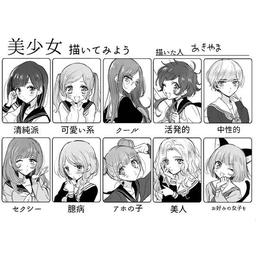 美少女 描いてみよう 描いた人 あきやま
清純派 可愛い系 クール 活発的 中性的
セクシー 臆病 アホの子 美人 お好みの女子を